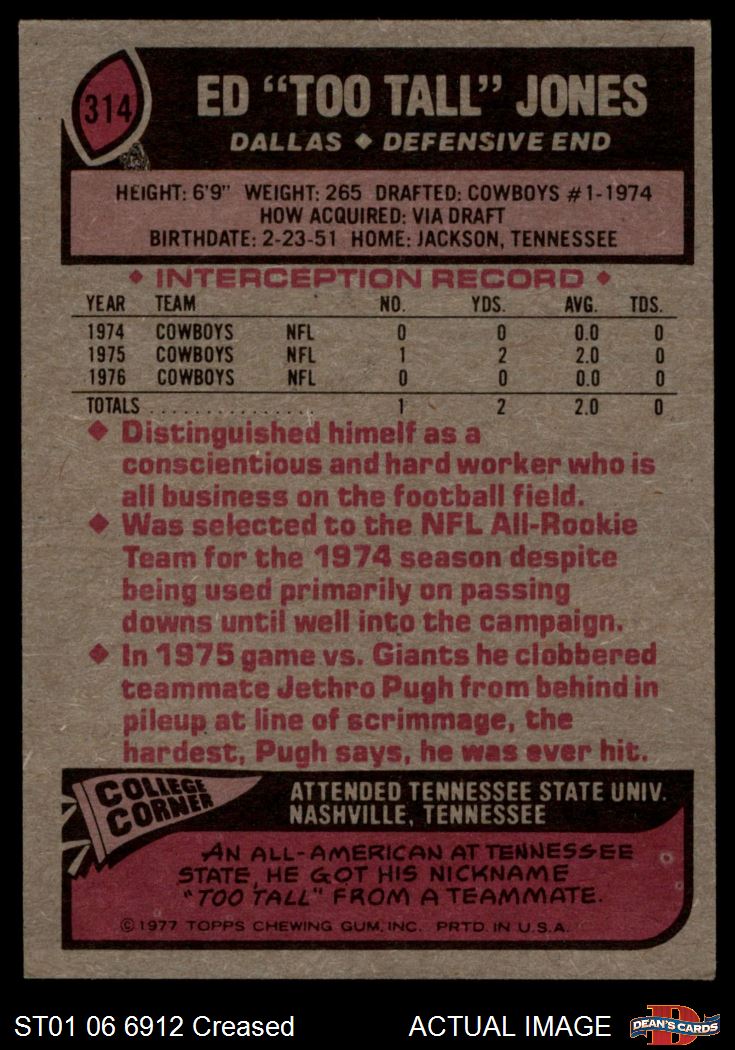 314
ED “TOO TALL” JONES
DALLAS ◆ DEFENSIVE END
HEIGHT: 6'9" WEIGHT: 265 DRAFTED: COWBOYS #1-1974
HOW ACQUIRED: VIA DRAFT
BIRTHDATE: 2-23-51 HOME: JACKSON, TENNESSEE
◆ INTERCEPTION RECORD ◆
YEAR TEAM NO. YDS. AVG. TDS.
1974 COWBOYS NFL 0 0 0.0 0
1975 COWBOYS NFL 1 2 2.0 0
1976 COWBOYS NFL 0 0 0.0 0
TOTALS . . . . . . . . . . . . . . . 1 2 2.0 0
◆ Distinguished himelf as a
conscientious and hard worker who is
all business on the football field.
◆ Was selected to the NFL All-Rookie
Team for the 1974 season despite
being used primarily on passing
downs until well into the campaign.
◆ In 1975 game vs. Giants he clobbered
teammate Jethro Pugh from behind in
pileup at line of scrimmage, the
hardest, Pugh says, he was ever hit.
COLLEGE
CORNER
ATTENDED TENNESSEE STATE UNIV.
NASHVILLE, TENNESSEE
AN ALL-AMERICAN AT TENNESSEE
STATE, HE GOT HIS NICKNAME
"TOO TALL" FROM A TEAMMATE.
© 1977 TOPPS CHEWING GUM, INC. PRTD. IN U.S.A.
ST01 06 6912 Creased
ACTUAL IMAGE
D
DEAN'S CARDS